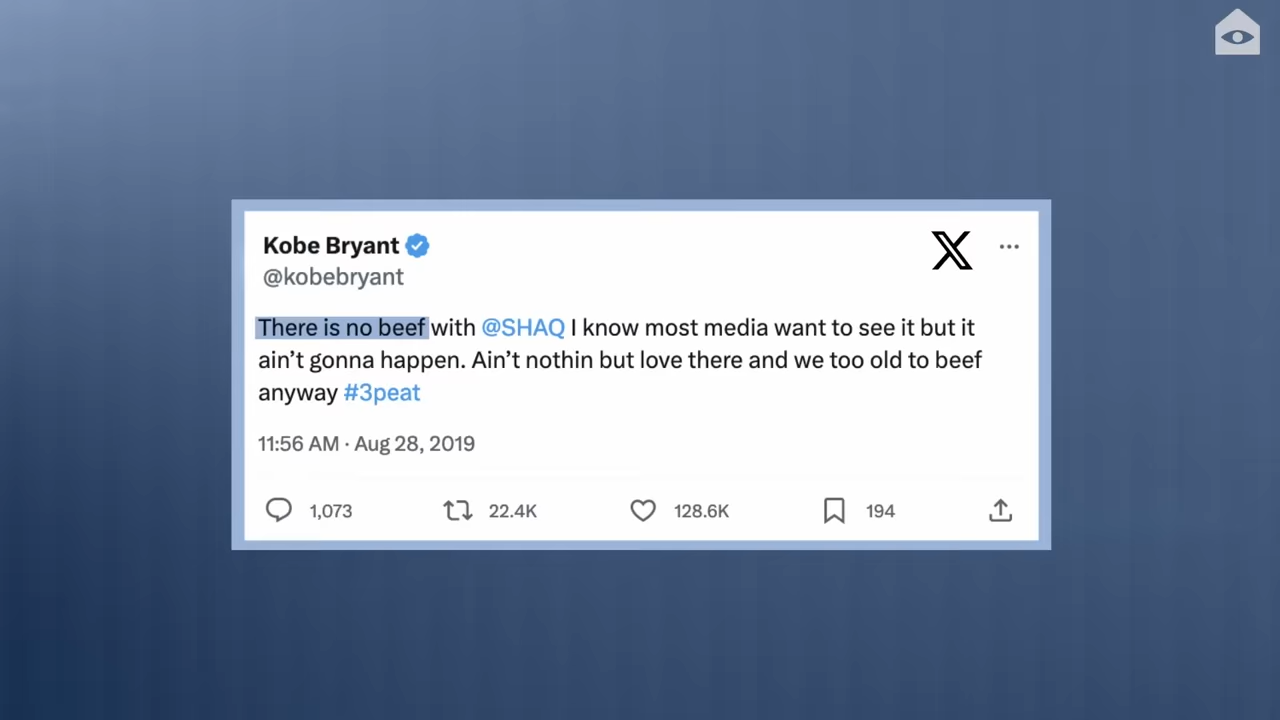 Kobe Bryant
@kobebryant
There is no beef with @SHAQ I know most media want to see it but it
ain’t gonna happen. Ain’t nothin but love there and we too old to beef
anyway #3peat
11:56 AM · Aug 28, 2019
1,073 22.4K 128.6K 194